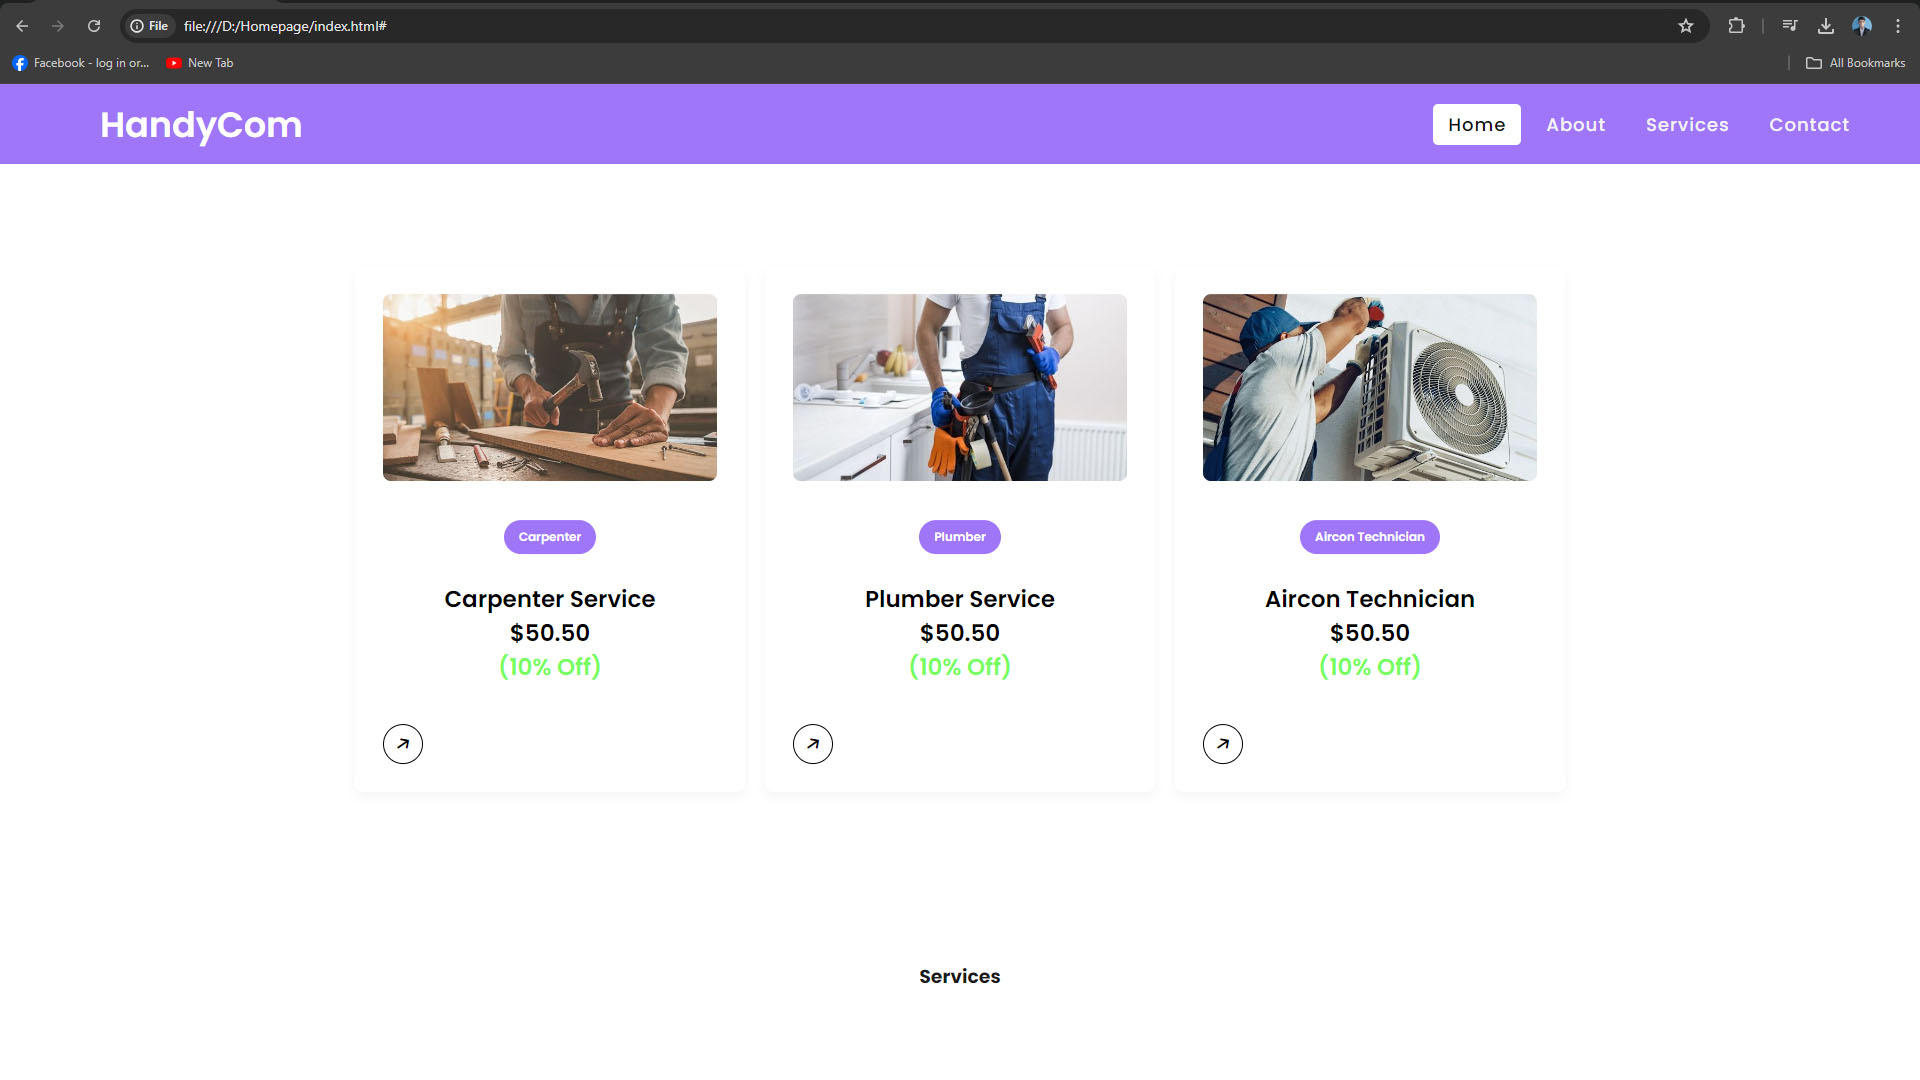 File file:///D:/Homepage/index.html#
Facebook - log in or... New Tab All Bookmarks
HandyCom Home About Services Contact
Carpenter Plumber Aircon Technician
Carpenter Service Plumber Service Aircon Technician
$50.50 $50.50 $50.50
(10% Off) (10% Off) (10% Off)
Services